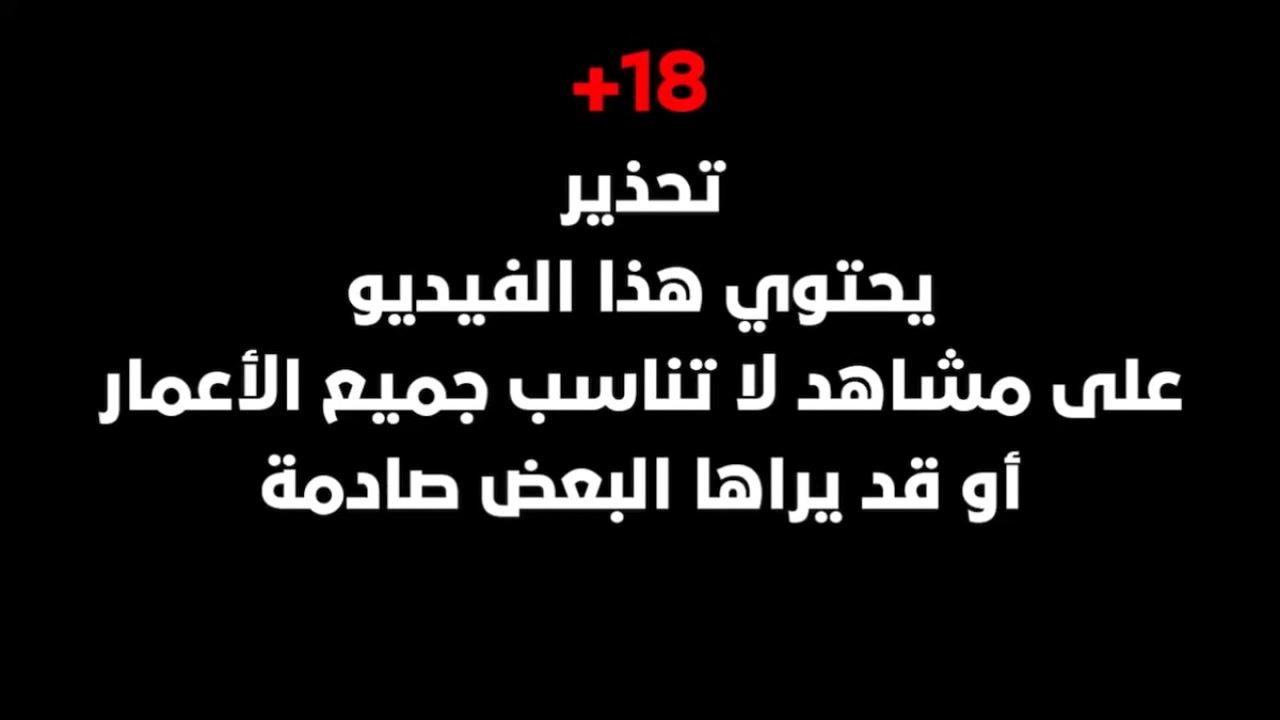 +18
تحذير
يحتوي هذا الفيديو
على مشاهد لا تناسب جميع الأعمار
أو قد يراها البعض صادمة